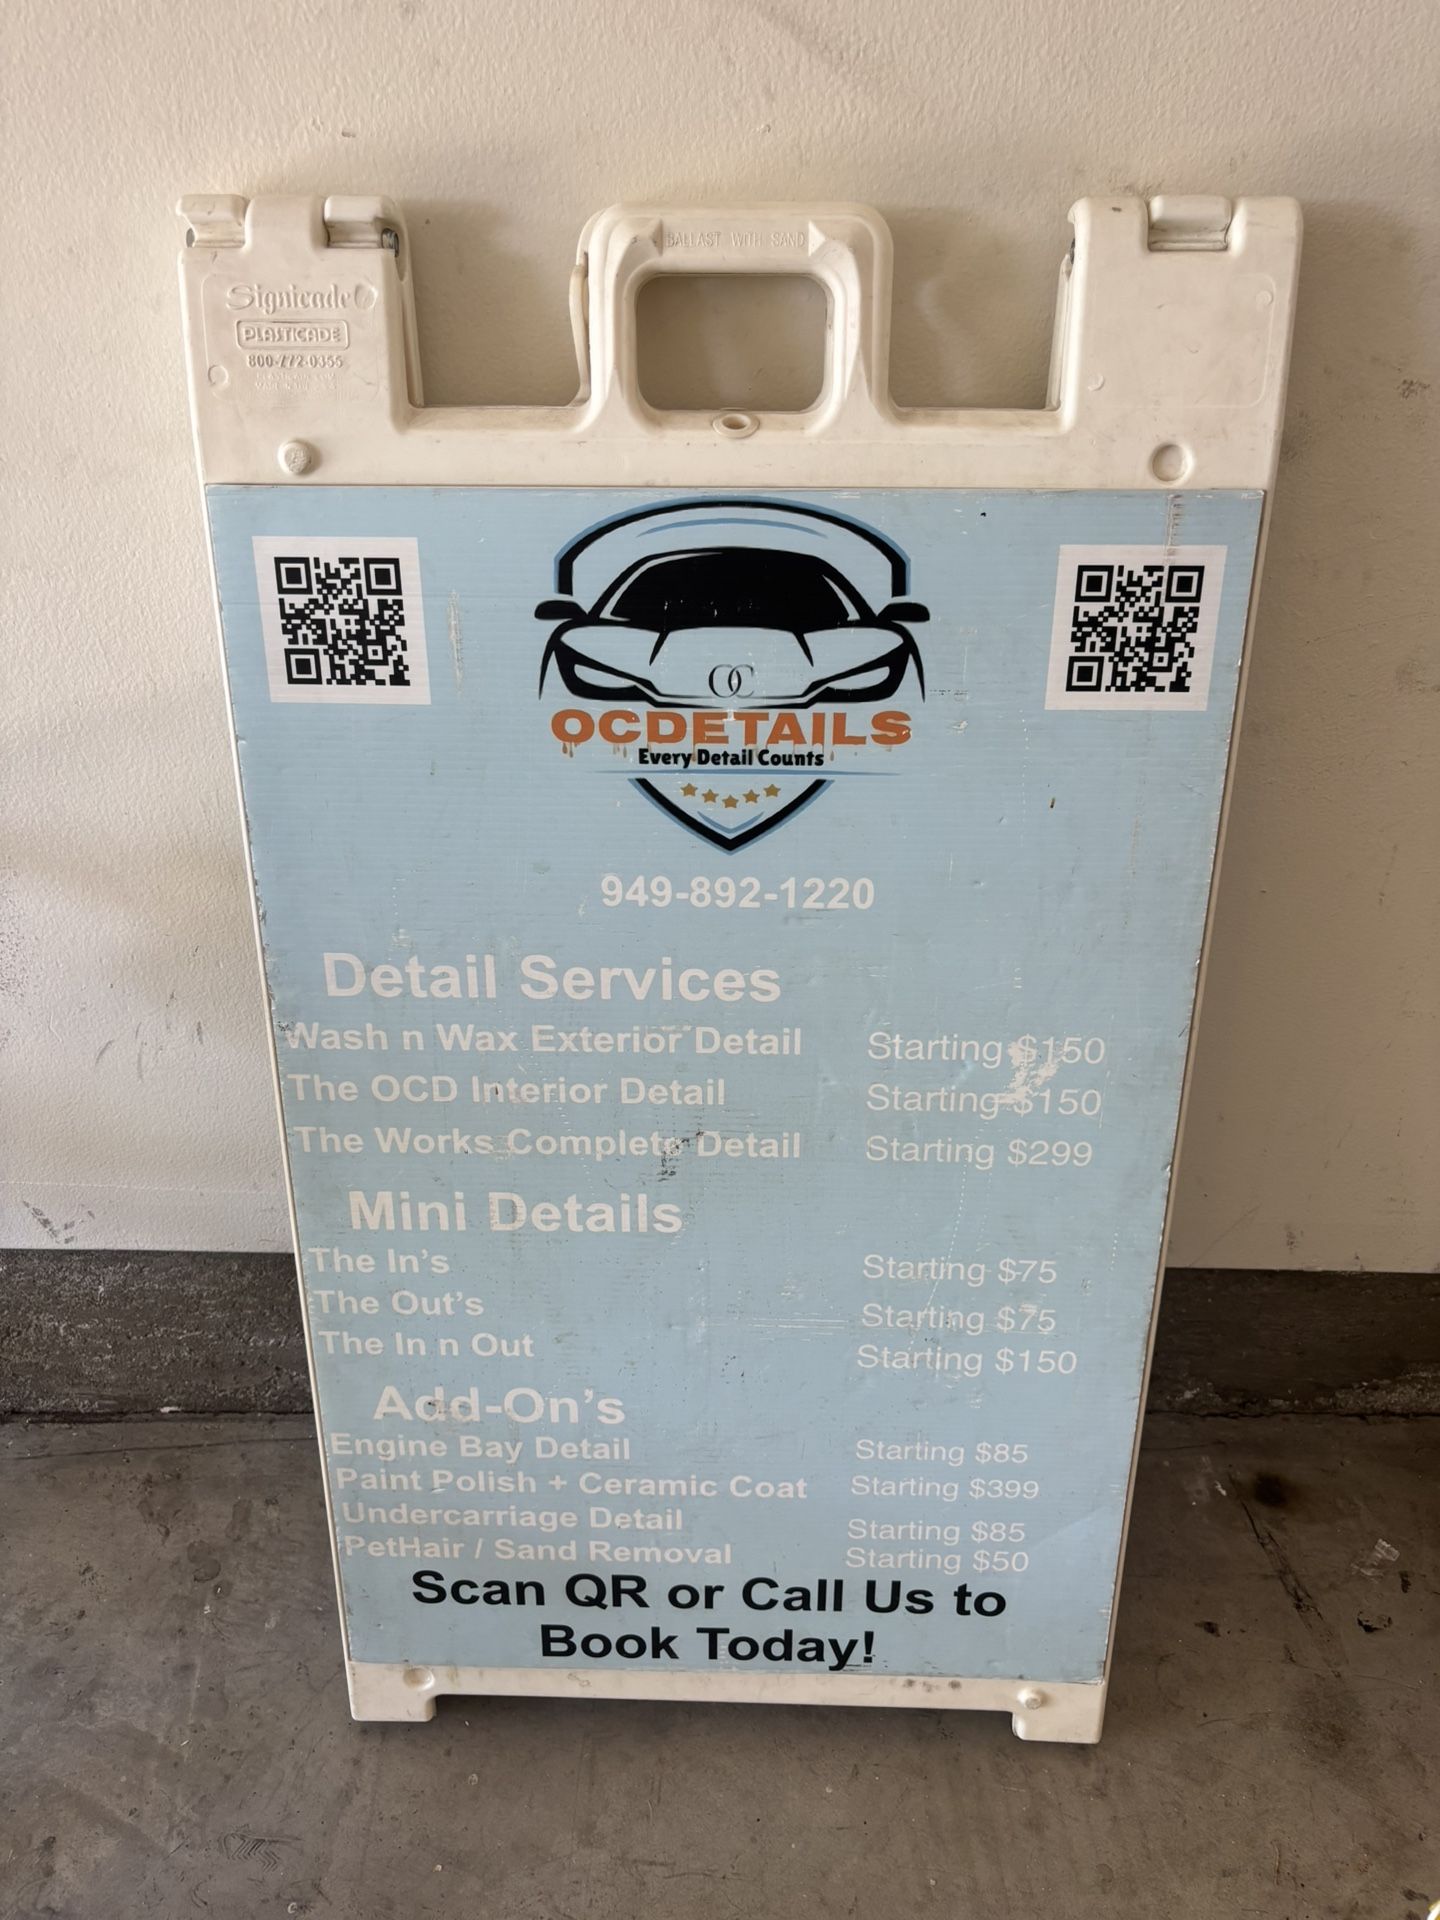 BALLAST WITH SAND
Signicade
PLASTICADE
800-772-0355
OC
OCDETAILS
Every Detail Counts
949-892-1220
Detail Services
Wash n Wax Exterior Detail Starting $150
The OCD Interior Detail Starting $150
The Works Complete Detail Starting $299
Mini Details
The In's Starting $75
The Out's Starting $75
The In n Out Starting $150
Add-On's
Engine Bay Detail Starting $85
Paint Polish + Ceramic Coat Starting $399
Undercarriage Detail Starting $85
PetHair / Sand Removal Starting $50
Scan QR or Call Us to
Book Today!